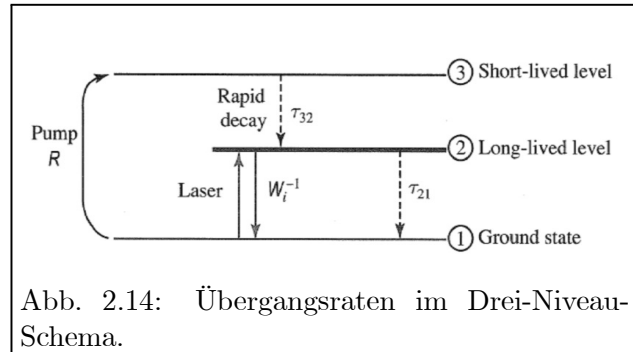 ③ Short-lived level
Rapid
decay
τ₃₂
Pump
R
② Long-lived level
Laser
Wᵢ⁻¹
τ₂₁
① Ground state
Abb. 2.14: Übergangsraten im Drei-Niveau-
Schema.